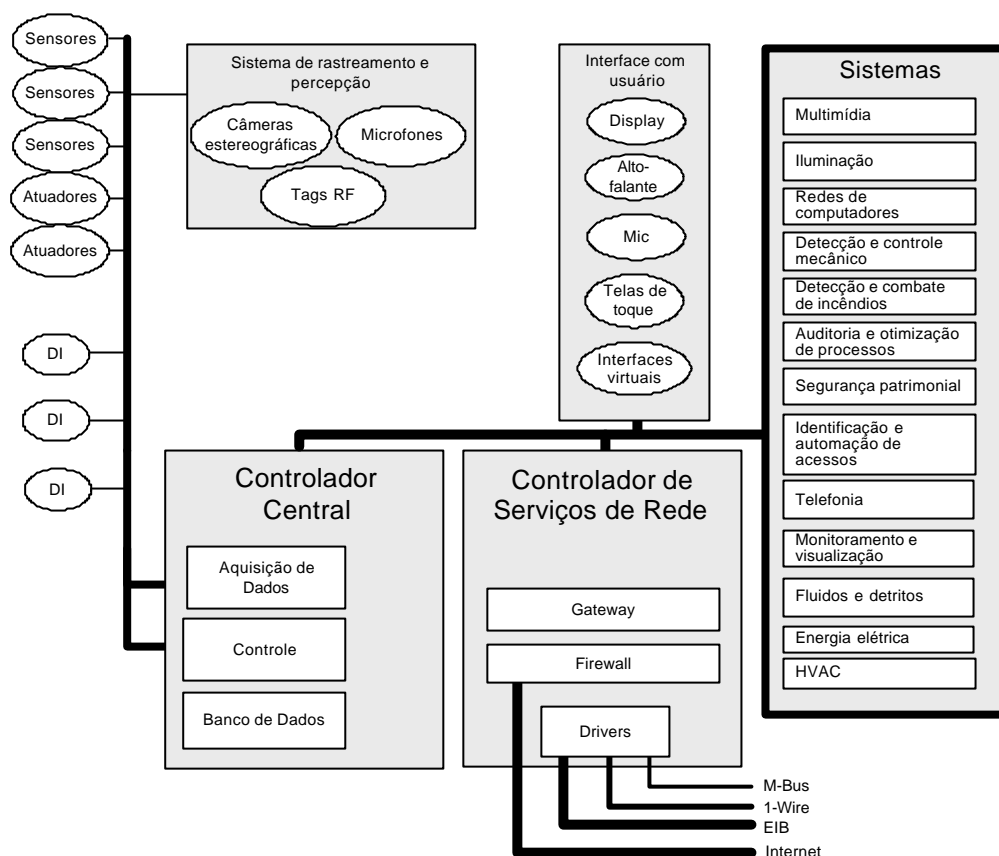 Sensores
Sensores
Sensores
Atuadores
Atuadores
DI
DI
DI
Sistema de rastreamento e
percepção
Câmeras
estereográficas
Microfones
Tags RF
Interface com
usuário
Display
Alto-
falante
Mic
Telas de
toque
Interfaces
virtuais
Sistemas
Multimídia
Iluminação
Redes de
computadores
Detecção e controle
mecânico
Detecção e combate
de incêndios
Auditoria e otimização
de processos
Segurança patrimonial
Identificação e
automação de
acessos
Telefonia
Monitoramento e
visualização
Fluidos e detritos
Energia elétrica
HVAC
Controlador
Central
Aquisição de
Dados
Controle
Banco de Dados
Controlador de
Serviços de Rede
Gateway
Firewall
Drivers
M-Bus
1-Wire
EIB
Internet